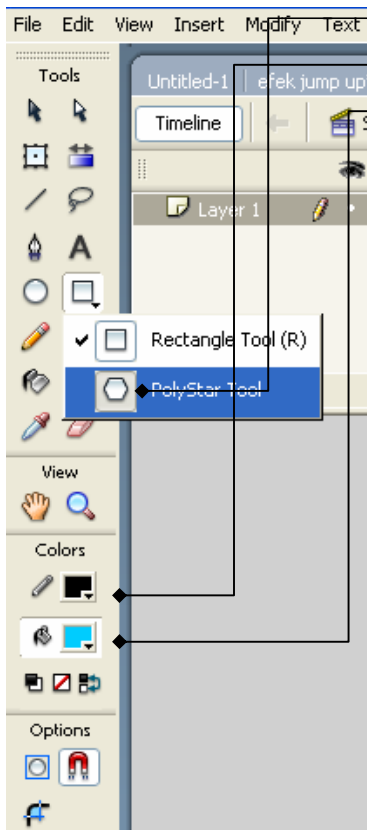 File Edit View Insert Modify Text
Tools
Untitled-1 efek jump up
Timeline
Layer 1
Rectangle Tool (R)
PolyStar Tool
View
Colors
Options